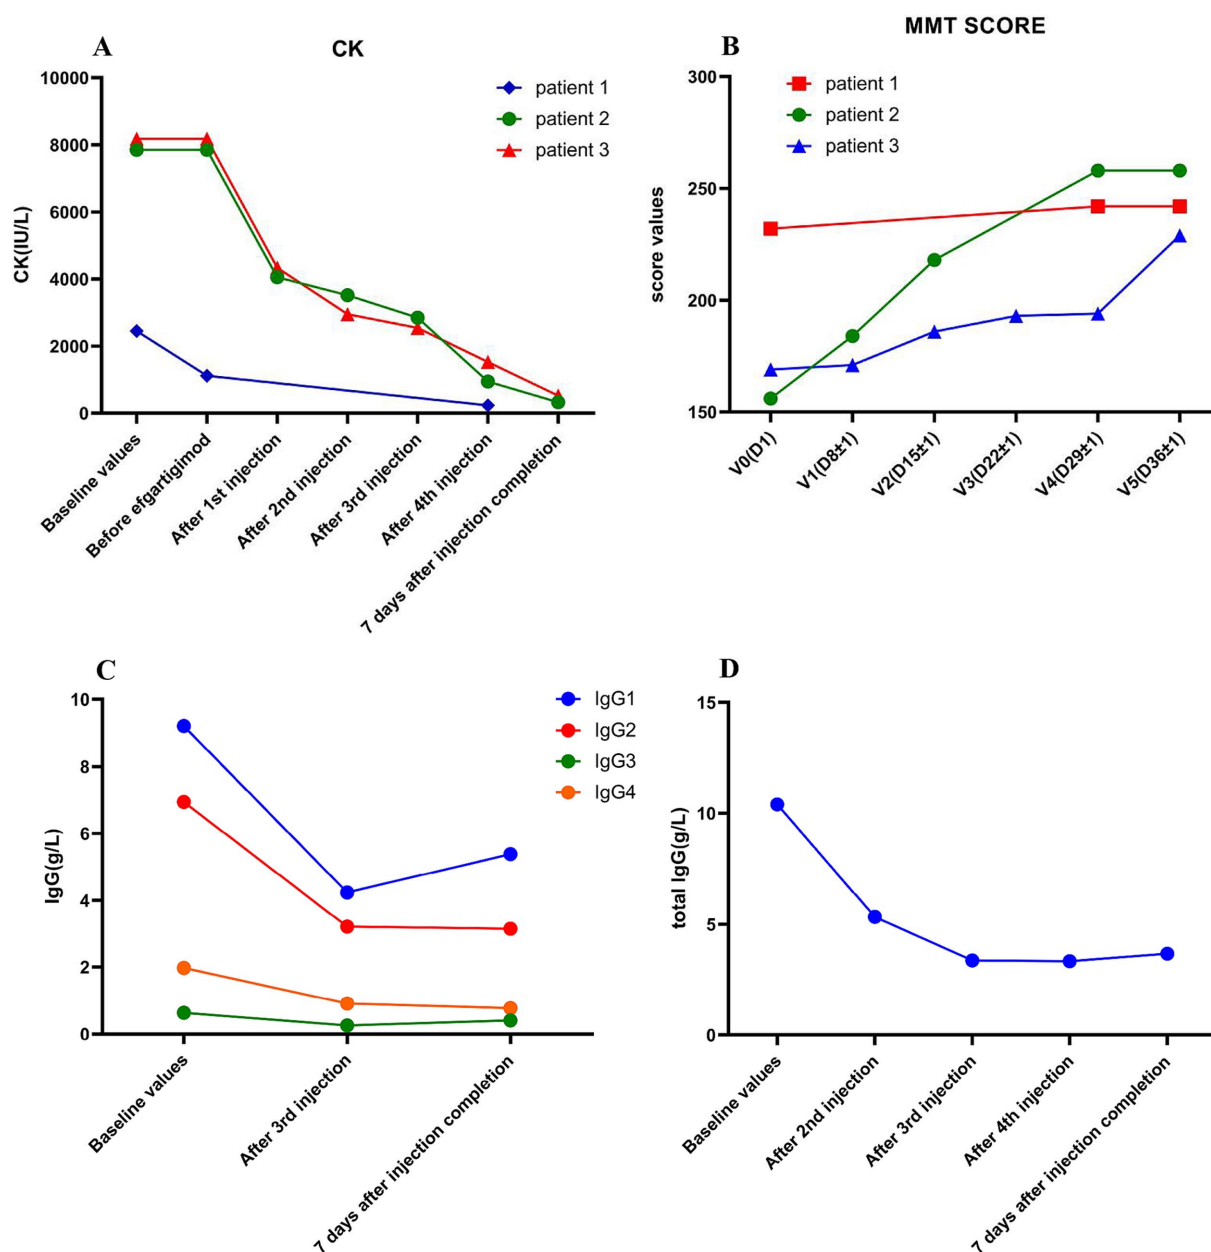 A
CK
10000
8000
6000
4000
2000
0
CK(IU/L)
patient 1
patient 2
patient 3
Baseline values
Before efgartigimod
After 1st injection
After 2nd injection
After 3rd injection
After 4th injection
7 days after injection completion
B
MMT SCORE
300
250
200
150
score values
patient 1
patient 2
patient 3
V0(D1)
V1(D8±1)
V2(D15±1)
V3(D22±1)
V4(D29±1)
V5(D36±1)
C
10
8
6
4
2
0
IgG(g/L)
IgG1
IgG2
IgG3
IgG4
Baseline values
After 3rd injection
7 days after injection completion
D
15
10
5
0
total IgG(g/L)
Baseline values
After 2nd injection
After 3rd injection
After 4th injection
7 days after injection completion